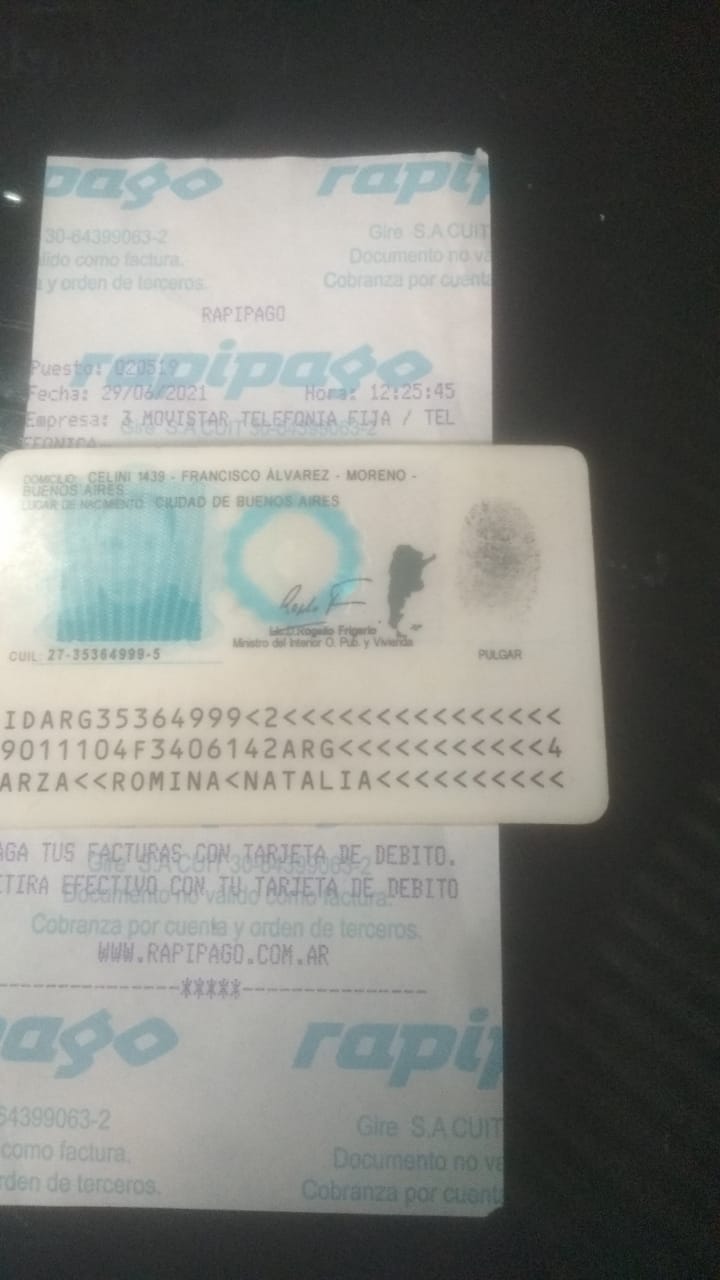 pago rapip
30-64399063-2 Gire S.A CUIT
lido como factura. Documento no va
y orden de terceros. Cobranza por cuenta
RAPIPAGO
rapipago
Puesto: 020519
Fecha: 29/06/2021 Hora: 12:25:45
Empresa: 3 MOVISTAR TELEFONIA FIJA / TEL
Gire S.A CUIT 30-64399063-2
EFONICA
DOMICILIO: CELINI 1439 - FRANCISCO ÁLVAREZ - MORENO -
BUENOS AIRES
LUGAR DE NACIMIENTO: CIUDAD DE BUENOS AIRES
Lic. Rogelio Frigerio
Ministro del Interior O. Pub. y Vivienda
CUIL: 27-35364999-5
PULGAR
IDARG35364999<2<<<<<<<<<<<<<<<
9011104F3406142ARG<<<<<<<<<<<4
ARZA<<ROMINA<NATALIA<<<<<<<<<<
AGA TUS FACTURAS CON TARJETA DE DEBITO.
Gire S.A CUIT 30-64399063-2
ETIRA EFECTIVO CON TU TARJETA DE DEBITO
Documento no válido como factura.
Cobranza por cuenta y orden de terceros.
WWW.RAPIPAGO.COM.AR
-----------------*****-----------------
ago rapip
64399063-2 Gire S.A CUIT
como factura. Documento no va
rden de terceros. Cobranza por cuenta